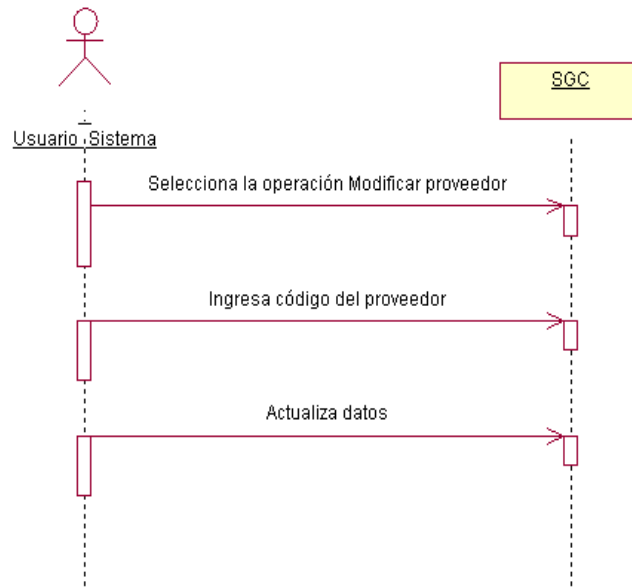 SGC
: Usuario Sistema
Selecciona la operación Modificar proveedor
Ingresa código del proveedor
Actualiza datos